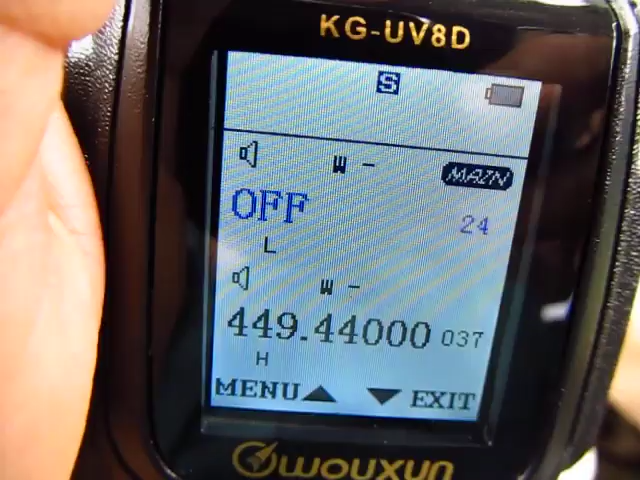 KG-UV8D
S
W - MAIN
OFF 24
L
W -
449.44000 037
H
MENU▲ ▼ EXIT
WOUXUN